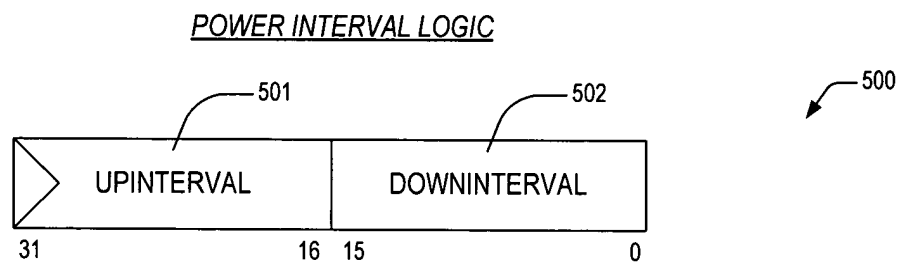 POWER INTERVAL LOGIC
501
502
500
UPINTERVAL
DOWNINTERVAL
31
16
15
0